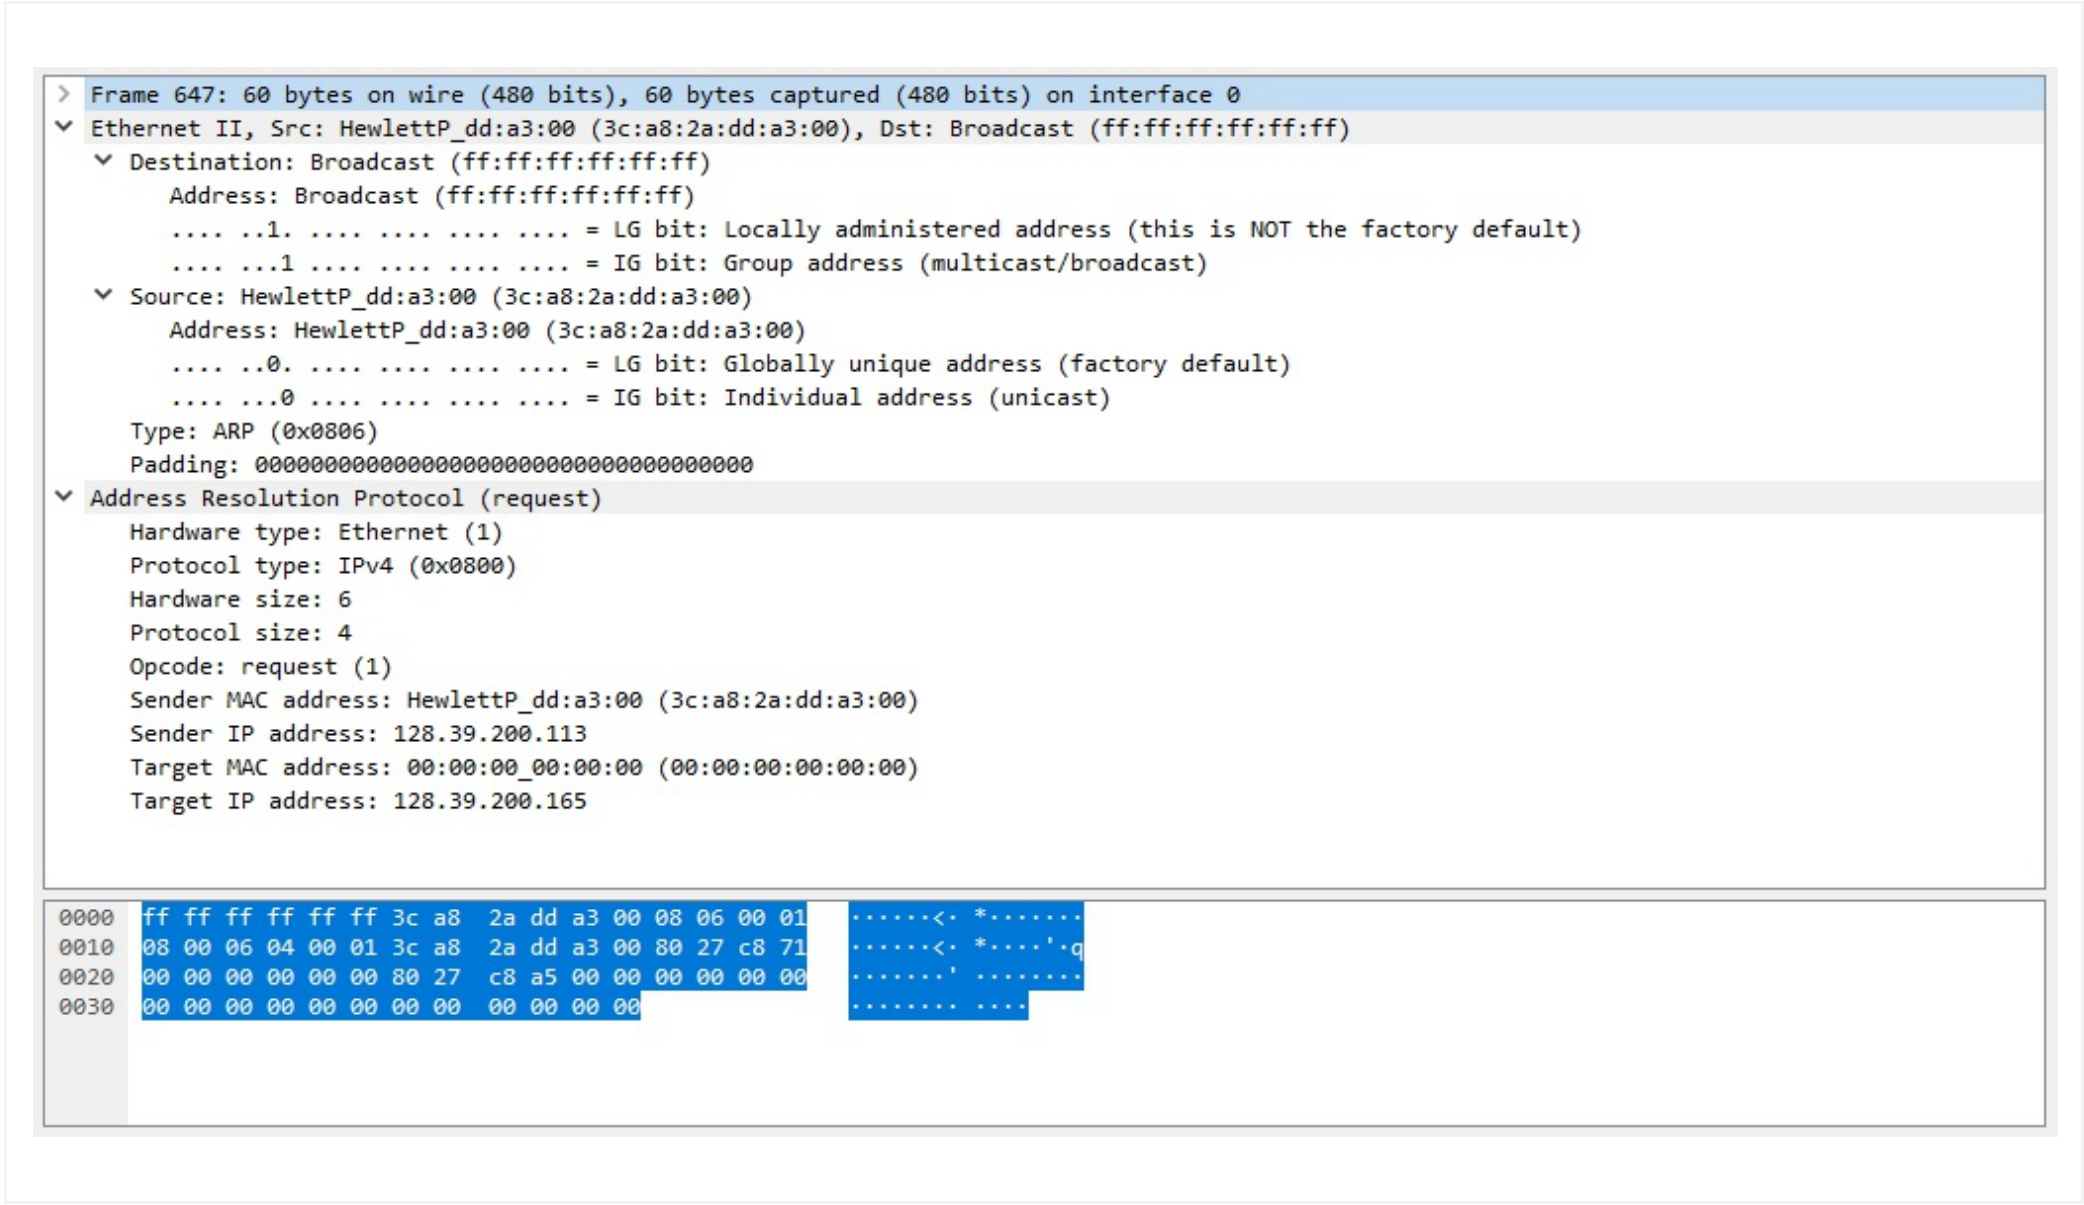 Frame 647: 60 bytes on wire (480 bits), 60 bytes captured (480 bits) on interface 0
Ethernet II, Src: HewlettP_dd:a3:00 (3c:a8:2a:dd:a3:00), Dst: Broadcast (ff:ff:ff:ff:ff:ff)
Destination: Broadcast (ff:ff:ff:ff:ff:ff)
Address: Broadcast (ff:ff:ff:ff:ff:ff)
.... ..1. .... .... .... .... = LG bit: Locally administered address (this is NOT the factory default)
.... ...1 .... .... .... .... = IG bit: Group address (multicast/broadcast)
Source: HewlettP_dd:a3:00 (3c:a8:2a:dd:a3:00)
Address: HewlettP_dd:a3:00 (3c:a8:2a:dd:a3:00)
.... ..0. .... .... .... .... = LG bit: Globally unique address (factory default)
.... ...0 .... .... .... .... = IG bit: Individual address (unicast)
Type: ARP (0x0806)
Padding: 000000000000000000000000000000000000
Address Resolution Protocol (request)
Hardware type: Ethernet (1)
Protocol type: IPv4 (0x0800)
Hardware size: 6
Protocol size: 4
Opcode: request (1)
Sender MAC address: HewlettP_dd:a3:00 (3c:a8:2a:dd:a3:00)
Sender IP address: 128.39.200.113
Target MAC address: 00:00:00_00:00:00 (00:00:00:00:00:00)
Target IP address: 128.39.200.165
0000 ff ff ff ff ff ff 3c a8 2a dd a3 00 08 06 00 01 ······<· *·······
0010 08 00 06 04 00 01 3c a8 2a dd a3 00 80 27 c8 71 ······<· *····'·q
0020 00 00 00 00 00 00 80 27 c8 a5 00 00 00 00 00 00 ·······' ········
0030 00 00 00 00 00 00 00 00 00 00 00 00 ········ ····